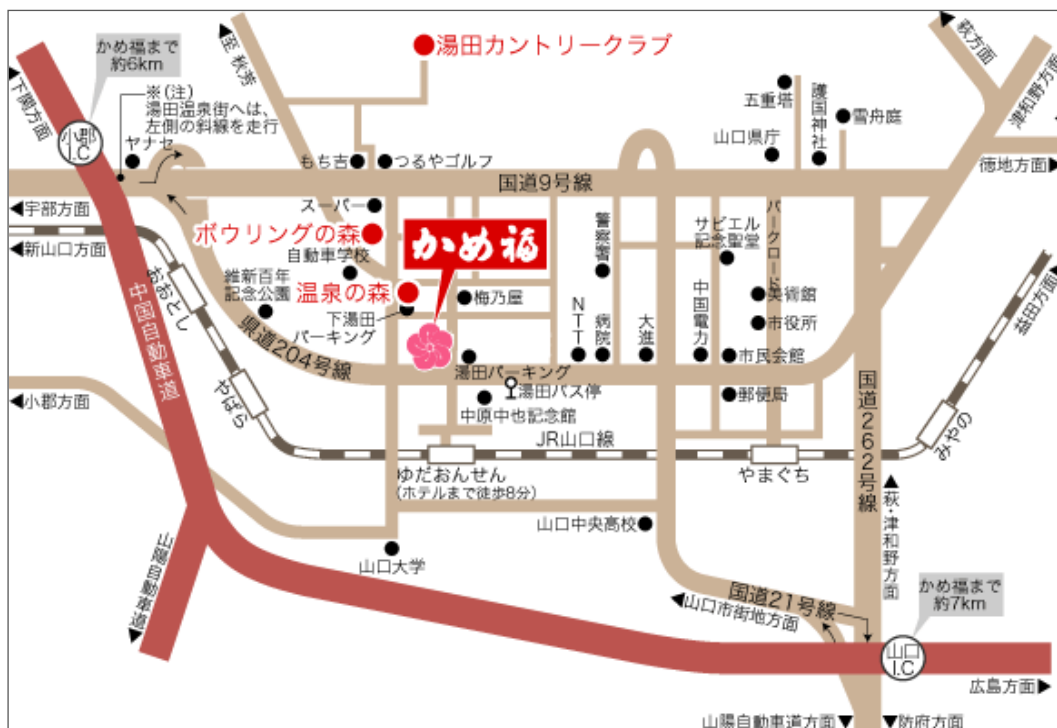 かめ福まで
約6km
▲至 秋芳
湯田カントリークラブ
▲萩方面
津和野方面▲
▲下関方面
※(注)
湯田温泉街へは、
左側の斜線を走行
小郡
I.C
ヤナセ
もち吉
つるやゴルフ
五重塔
護国神社
雪舟庭
山口県庁
徳地方面▶
国道9号線
◀宇部方面
◀新山口方面
スーパー
ボウリングの森
自動車学校
かめ福
警察署
サビエル
記念聖堂
パークロード
おおとし
維新百年
記念公園
温泉の森
下湯田
パーキング
梅乃屋
NTT
病院
大進
中国電力
美術館
市役所
市民会館
益田方面▶
中国自動車道
県道204号線
湯田パーキング
湯田バス停
中原中也記念館
郵便局
国道262号線
◀小郡方面
やばら
JR山口線
ゆだおんせん
(ホテルまで徒歩8分)
やまぐち
みやの
山口中央高校
▲萩・津和野方面
山口大学
山陽自動車道▶
国道21号線
◀山口市街地方面
かめ福まで
約7km
山口
I.C
広島方面▶
山陽自動車道方面▼
▼防府方面